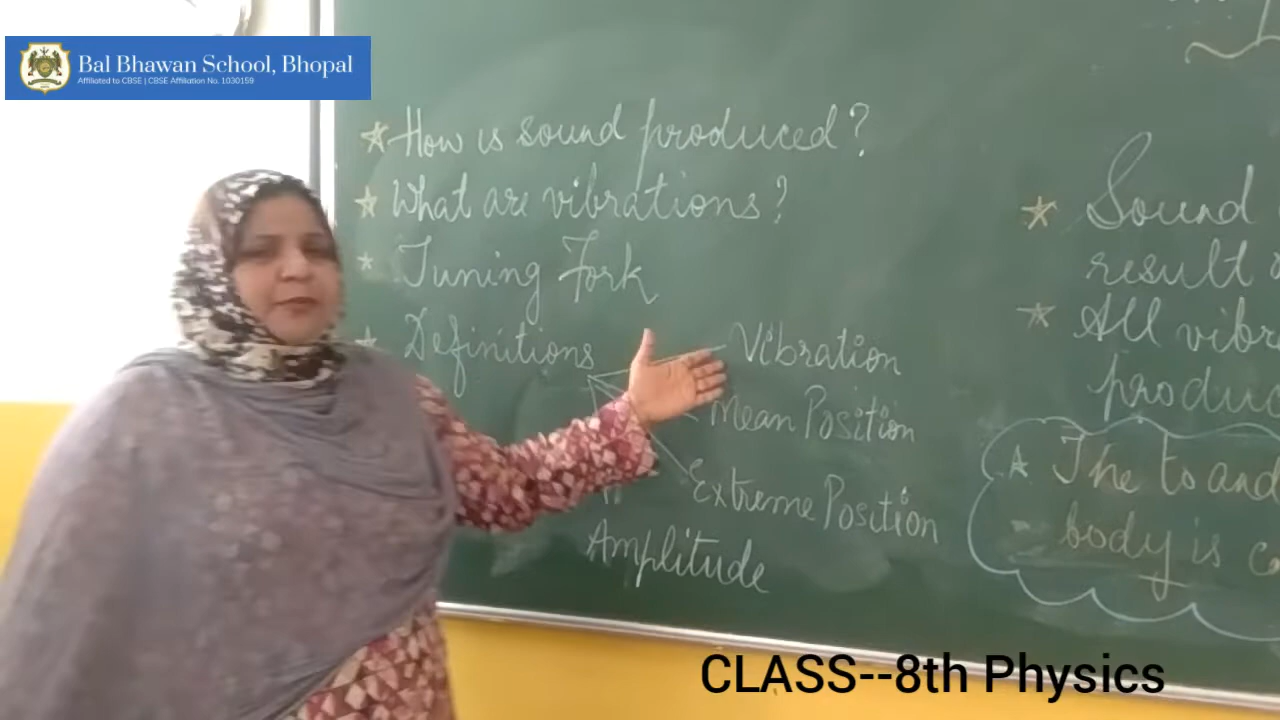 Bal Bhawan School, Bhopal
Affiliated to CBSE | CBSE Affiliation No. 1030159
How is sound produced?
What are vibrations?
Tuning Fork
Definitions
Vibration
Mean Position
Extreme Position
Amplitude
Sound
result
All vibr
produc
The to and
body is
CLASS--8th Physics